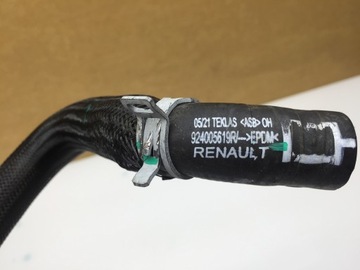 05/21 TEKLAS <ASB> OH
924005619R/--->EPDM<
RENAULT